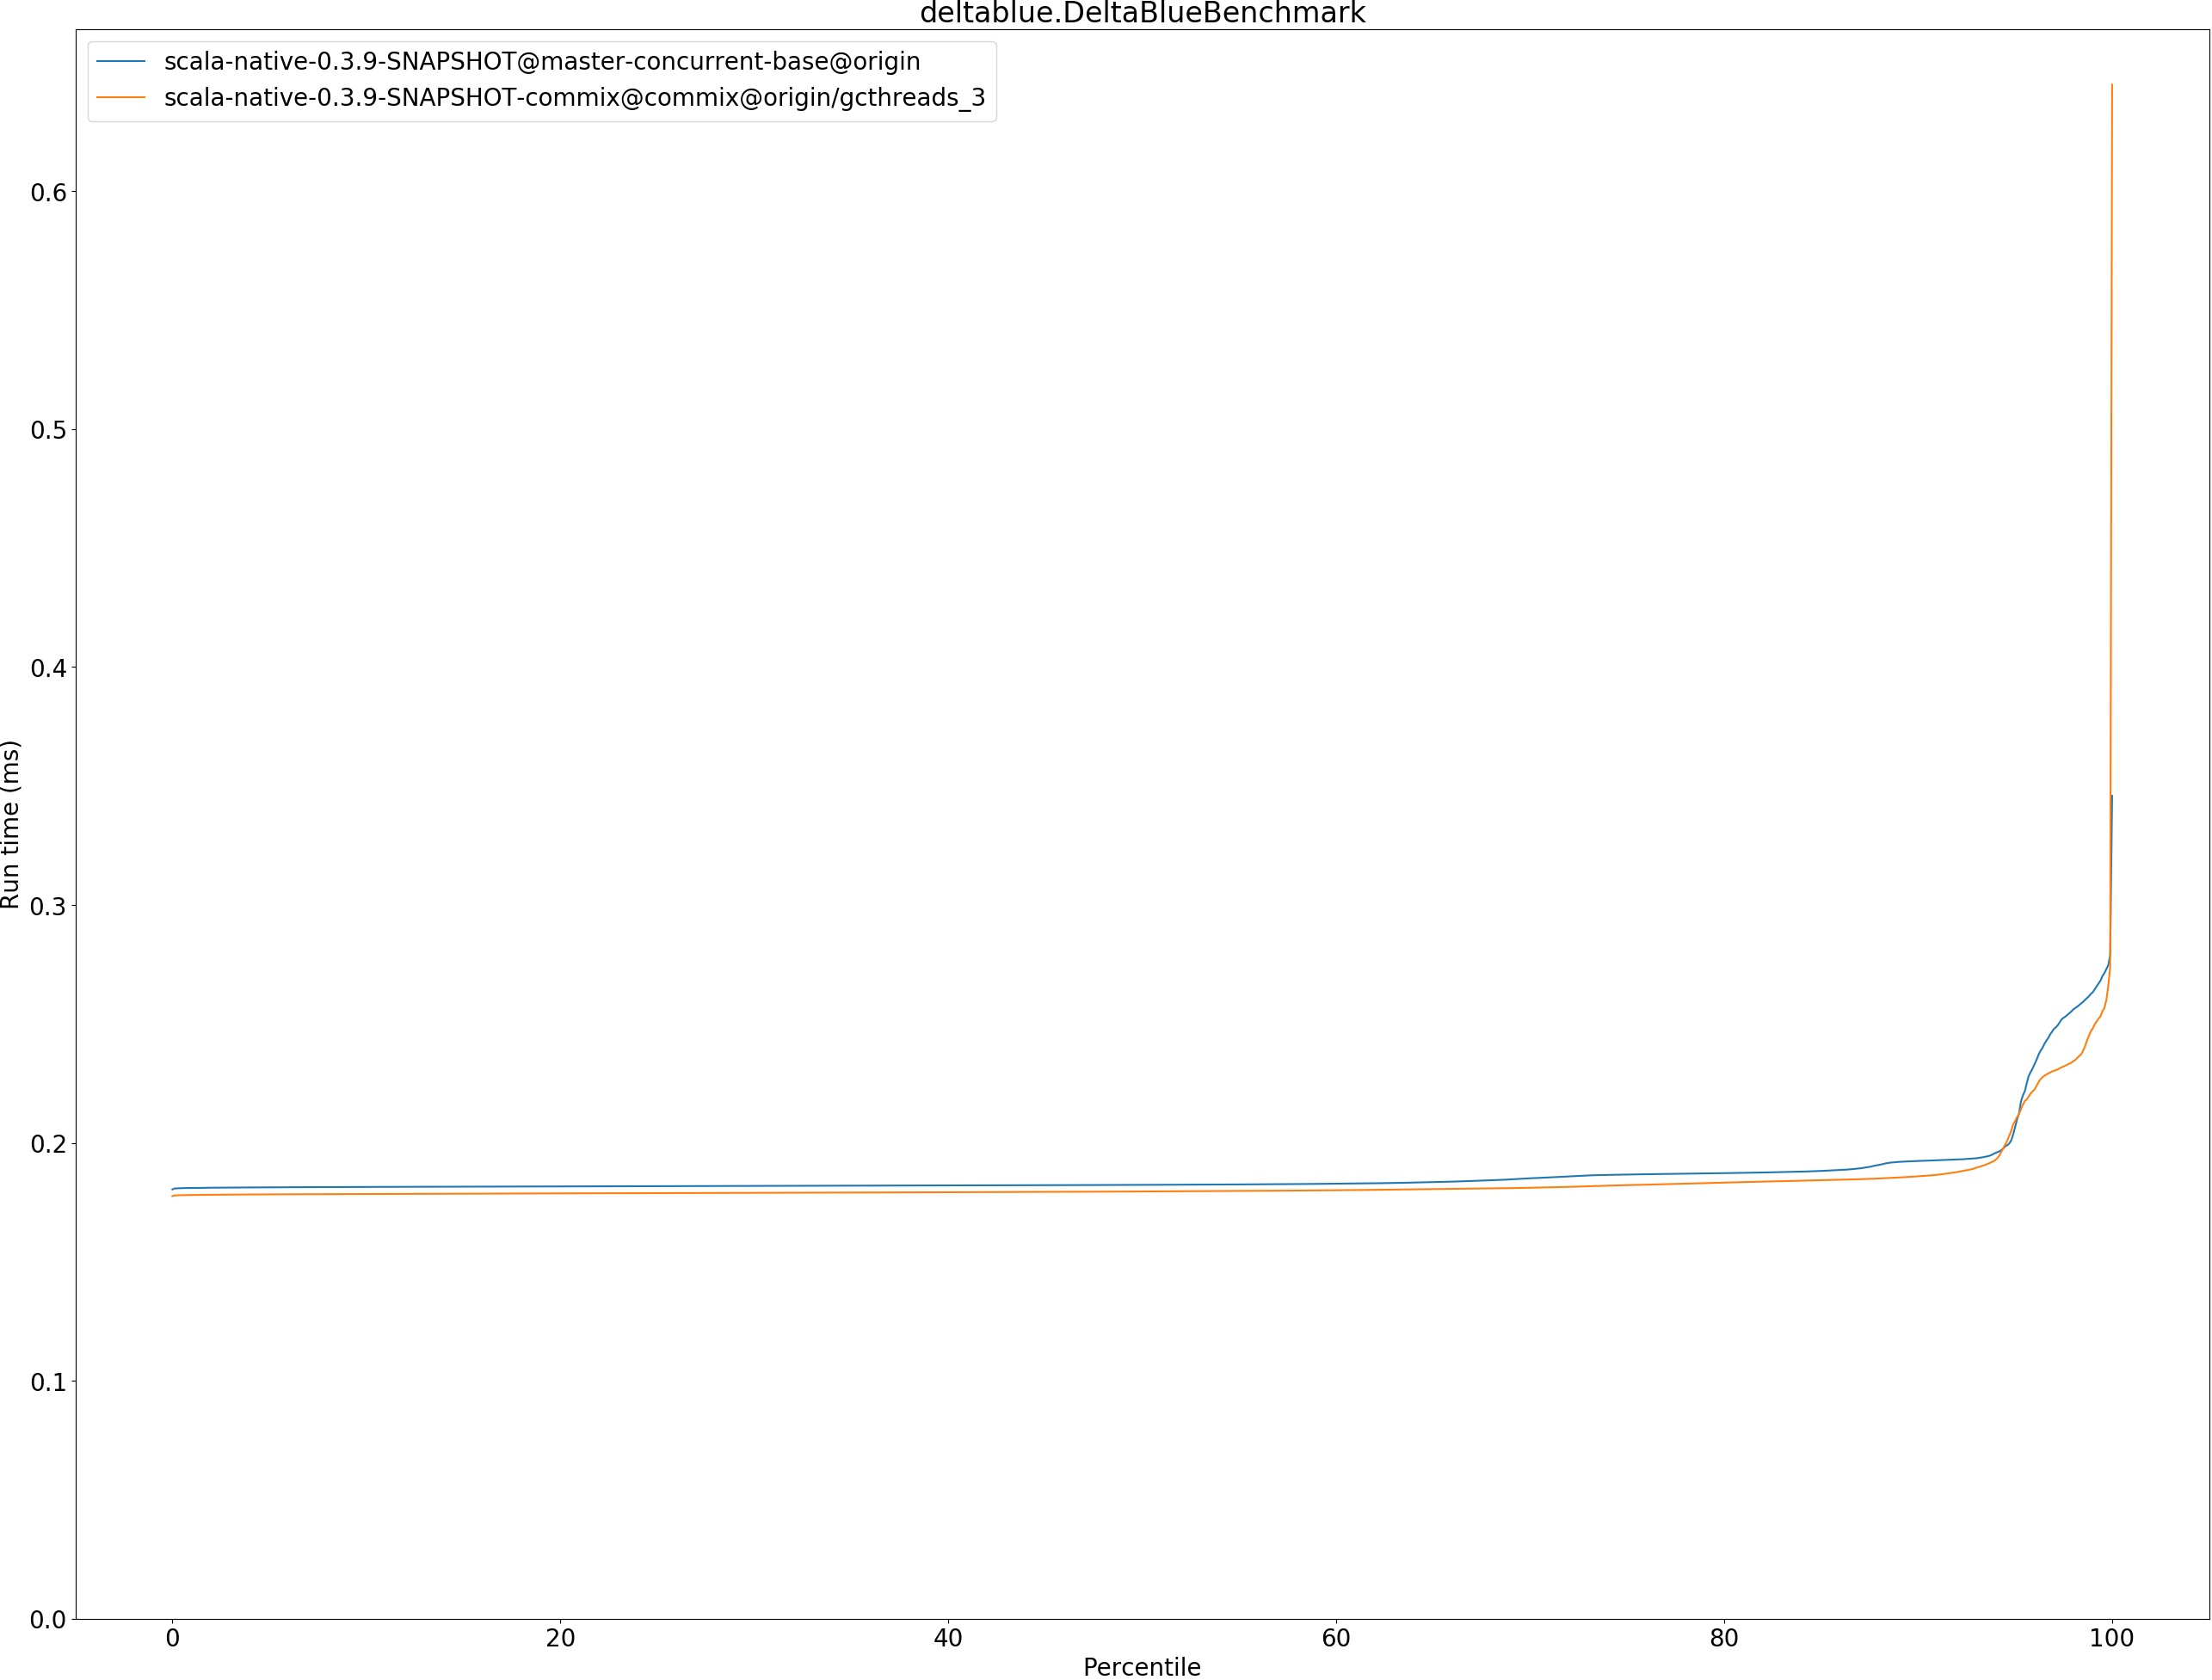 deltablue.DeltaBlueBenchmark
scala-native-0.3.9-SNAPSHOT@master-concurrent-base@origin
scala-native-0.3.9-SNAPSHOT-commix@commix@origin/gcthreads_3
Run time (ms)
0.6
0.5
0.4
0.3
0.2
0.1
0.0
0 20 40 60 80 100
Percentile